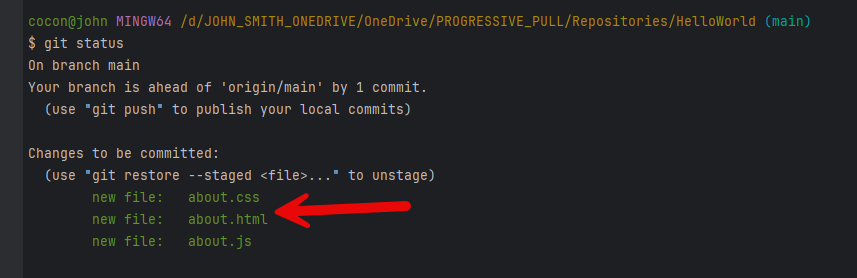 cocon@john MINGW64 /d/JOHN_SMITH_ONEDRIVE/OneDrive/PROGRESSIVE_PULL/Repositories/HelloWorld (main)
$ git status
On branch main
Your branch is ahead of 'origin/main' by 1 commit.
  (use "git push" to publish your local commits)

Changes to be committed:
  (use "git restore --staged <file>..." to unstage)
        new file:   about.css
        new file:   about.html
        new file:   about.js